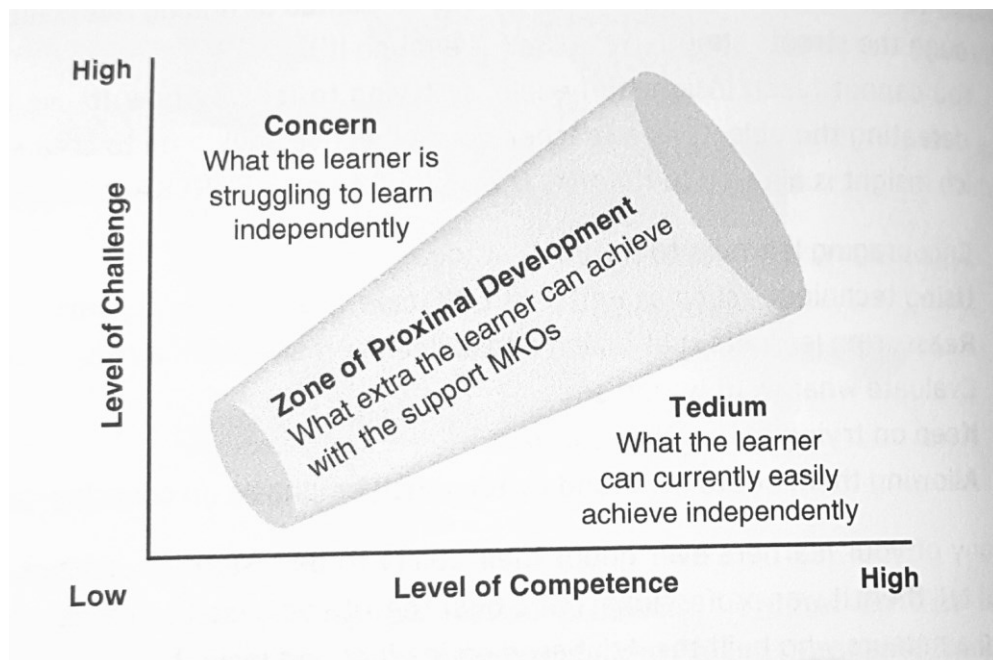 High
Concern
What the learner is
struggling to learn
independently
Level of Challenge
Zone of Proximal Development
What extra the learner can achieve
with the support MKOs
Tedium
What the learner
can currently easily
achieve independently
Low
Level of Competence
High